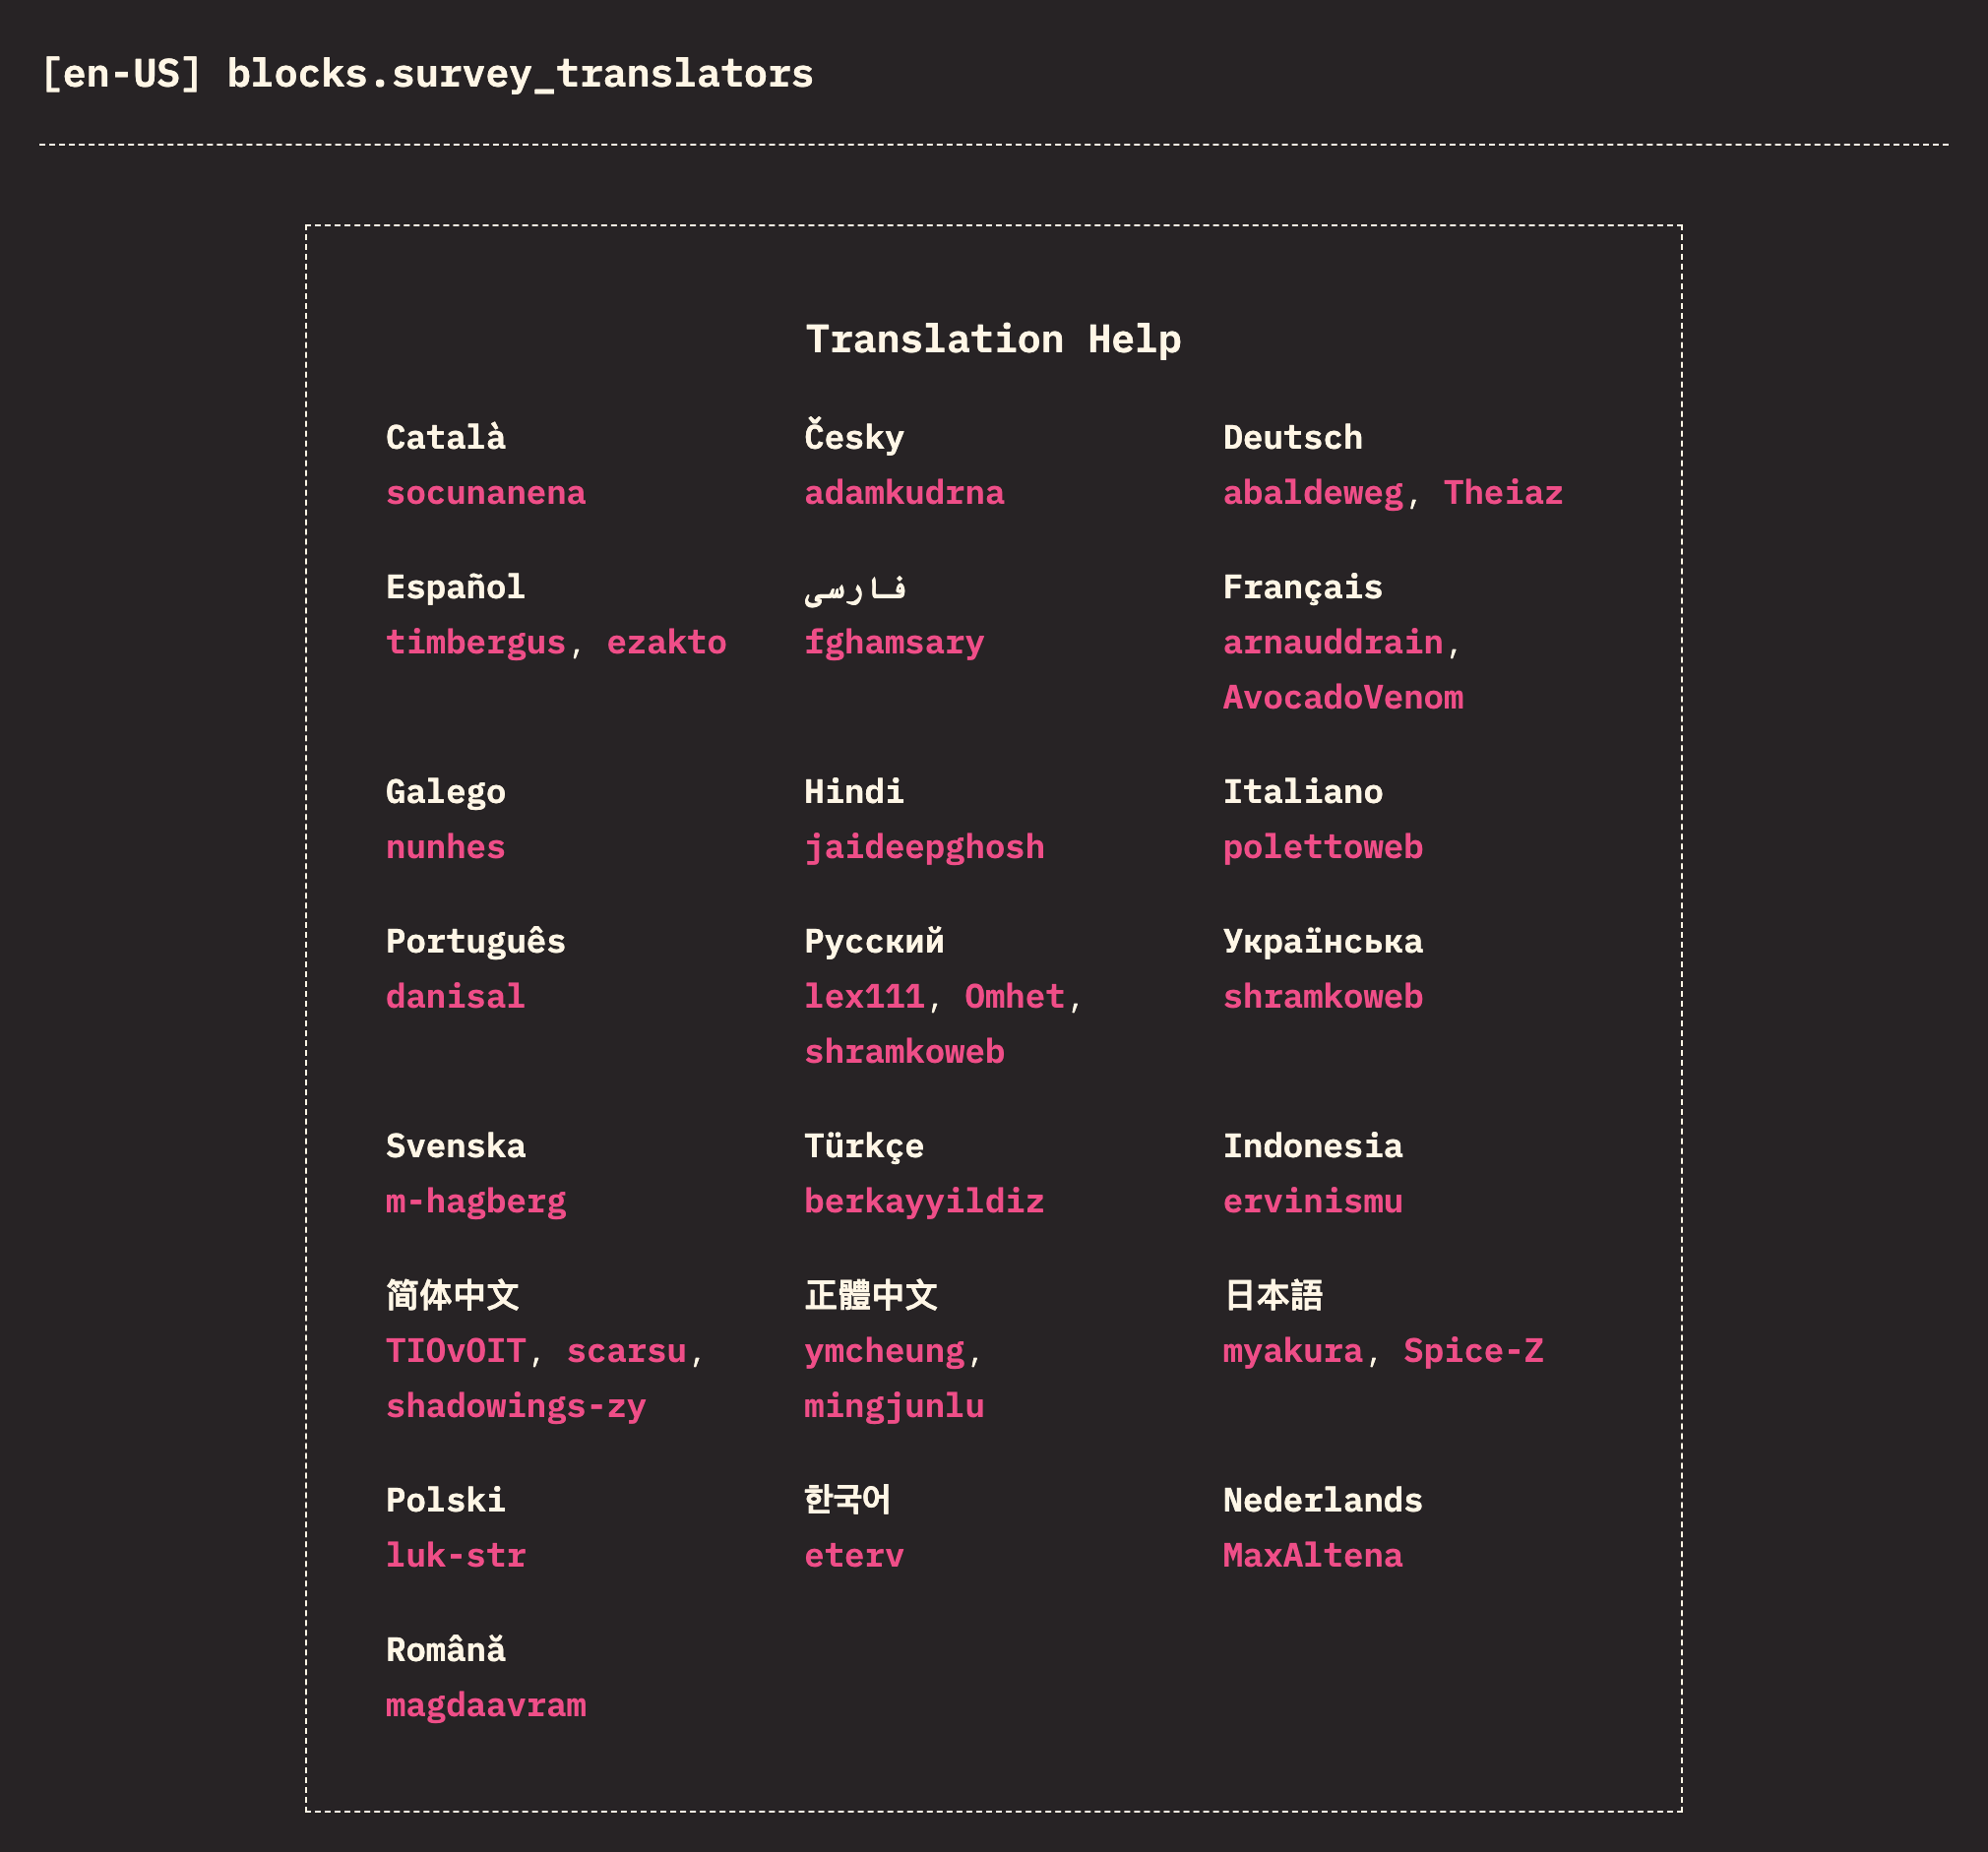 [en-US] blocks.survey_translators
Translation Help
Català
socunanena
Česky
adamkudrna
Deutsch
abaldeweg, Theiaz
Español
timbergus, ezakto
فارسی
fghamsary
Français
arnauddrain,
AvocadoVenom
Galego
nunhes
Hindi
jaideepghosh
Italiano
polettoweb
Português
danisal
Русский
lex111, Omhet,
shramkoweb
Українська
shramkoweb
Svenska
m-hagberg
Türkçe
berkayyildiz
Indonesia
ervinismu
简体中文
TIOvOIT, scarsu,
shadowings-zy
正體中文
ymcheung,
mingjunlu
日本語
myakura, Spice-Z
Polski
luk-str
한국어
eterv
Nederlands
MaxAltena
Română
magdaavram